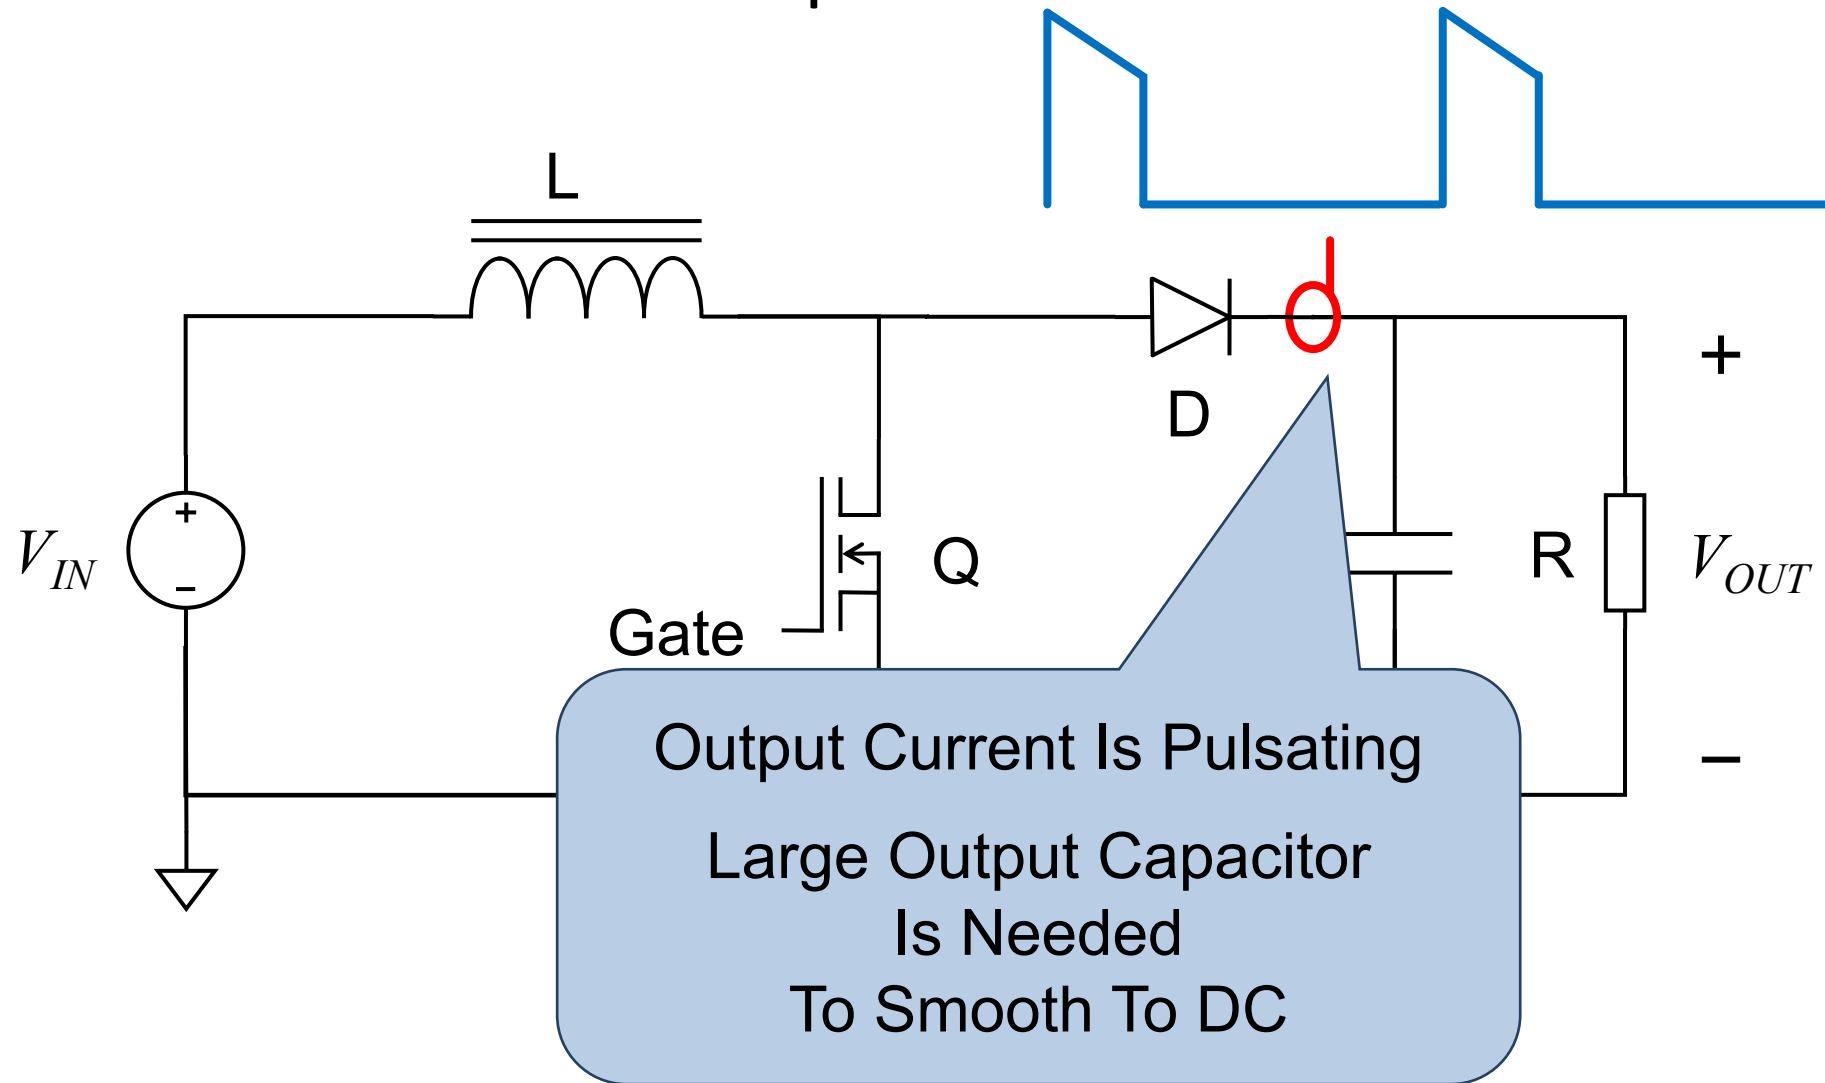 L
D
+
+
−
V_IN
Q
R
V_OUT
Gate
−
Output Current Is Pulsating
Large Output Capacitor
Is Needed
To Smooth To DC